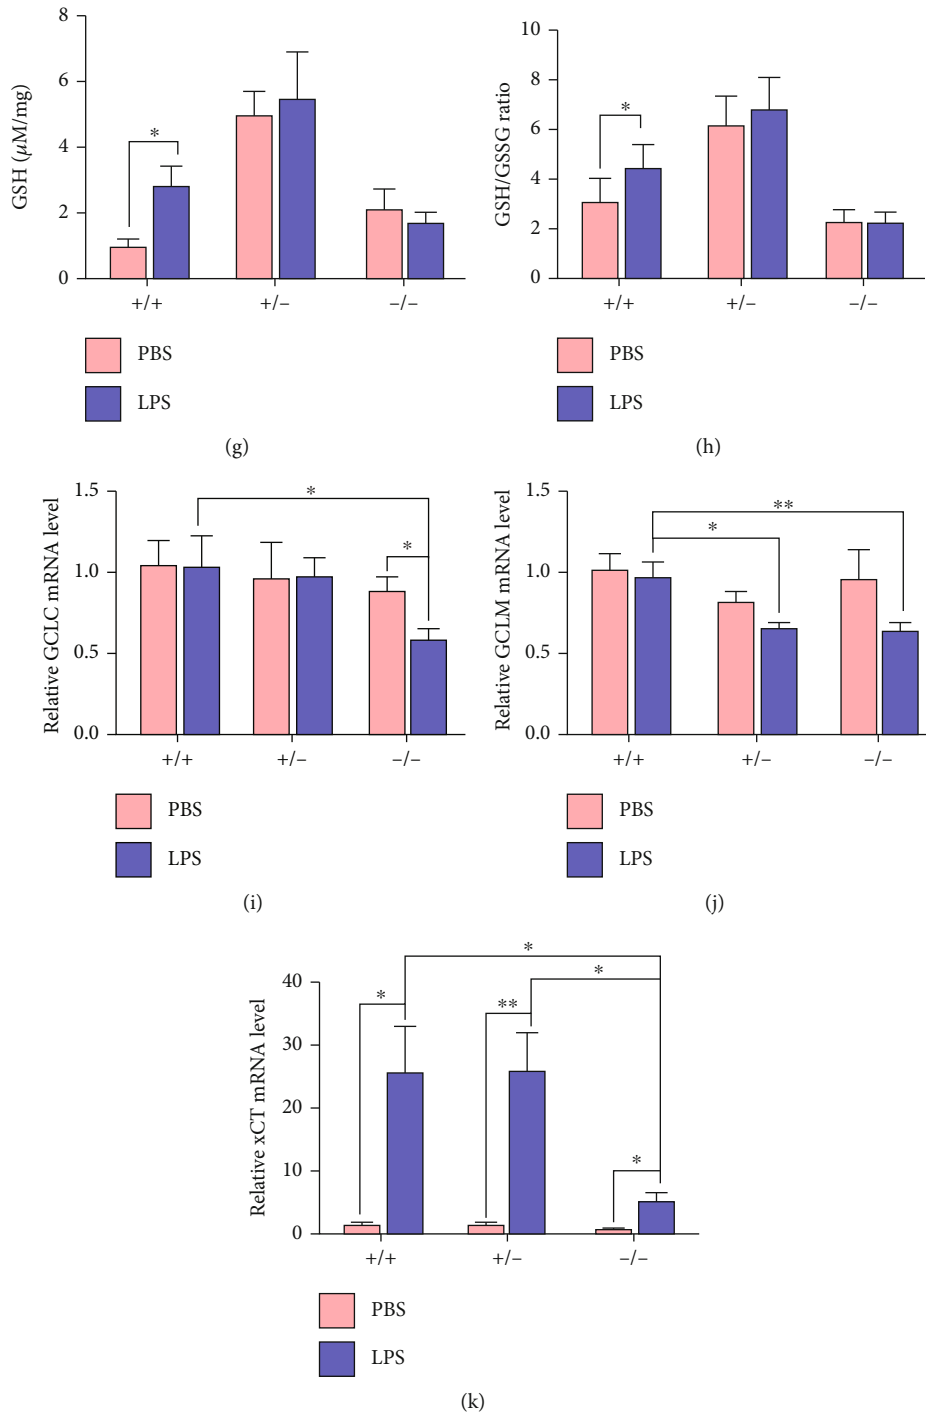 GSH (μM/mg)
8
6
4
2
0
*
+/+
+/−
−/−
PBS
LPS
(g)
GSH/GSSG ratio
10
8
6
4
2
0
*
+/+
+/−
−/−
PBS
LPS
(h)
Relative GCLC mRNA level
1.5
1.0
0.5
0.0
*
*
+/+
+/−
−/−
PBS
LPS
(i)
Relative GCLM mRNA level
1.5
1.0
0.5
0.0
**
*
+/+
+/−
−/−
PBS
LPS
(j)
Relative xCT mRNA level
40
30
20
10
0
*
*
*
**
*
+/+
+/−
−/−
PBS
LPS
(k)